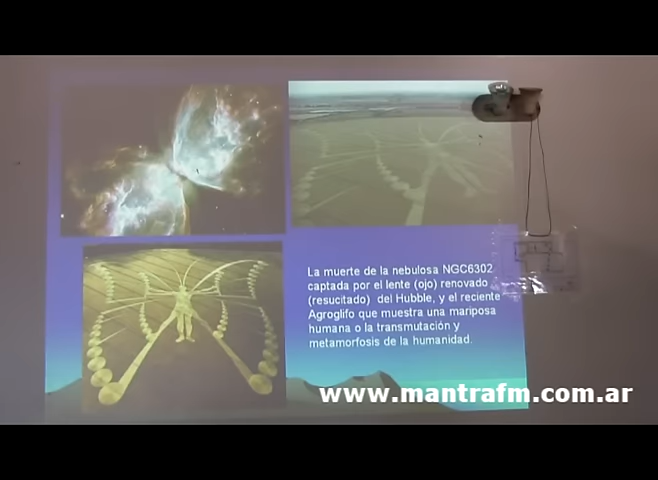 La muerte de la nebulosa NGC6302
captada por el lente (ojo) renovado
(resucitado) del Hubble, y el reciente
Agroglifo que muestra una mariposa
humana o la transmutación y
metamorfosis de la humanidad.
www.mantrafm.com.ar